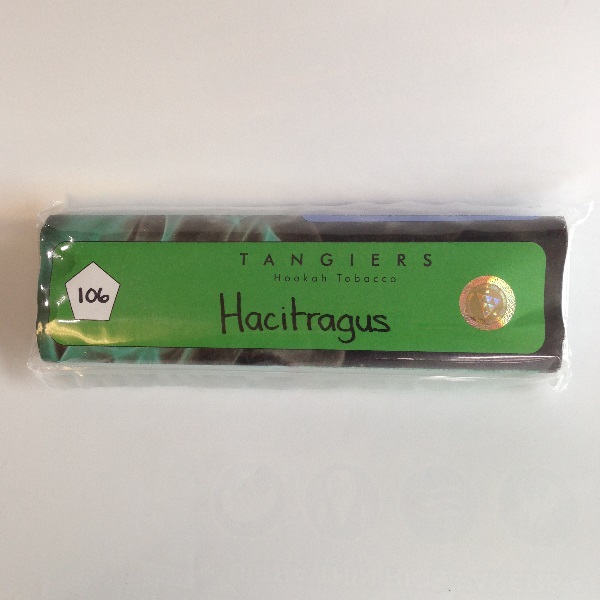 TANGIERS
Hookah Tobacco
106
Hacitragus